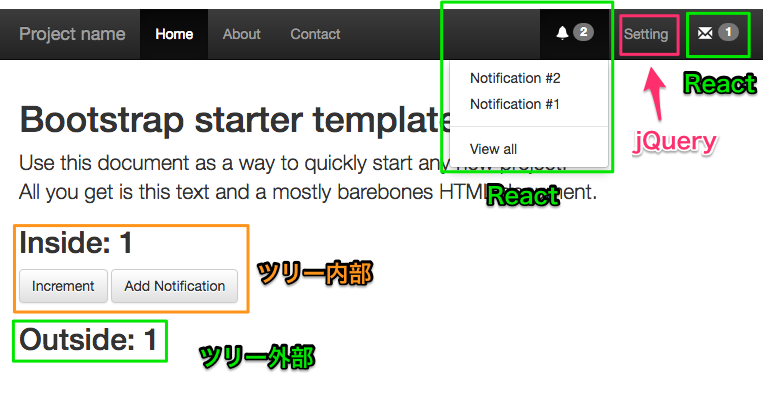 Project name Home About Contact 2 Setting 1
Notification #2
Notification #1
View all
React
jQuery
Bootstrap starter template
Use this document as a way to quickly start any new project.
All you get is this text and a mostly barebones HTML document.
React
Inside: 1
Increment Add Notification
ツリー内部
Outside: 1
ツリー外部